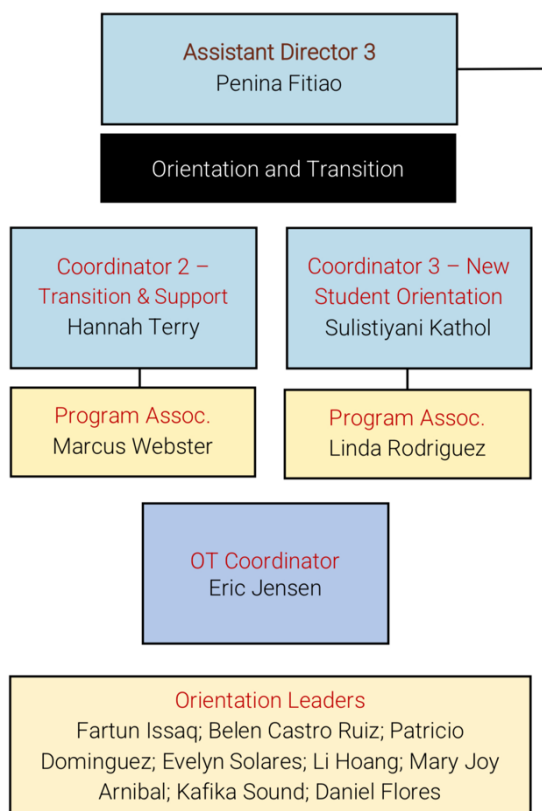 Assistant Director 3
Penina Fitiao
Orientation and Transition
Coordinator 2 –
Transition & Support
Hannah Terry
Coordinator 3 – New
Student Orientation
Sulistiyani Kathol
Program Assoc.
Marcus Webster
Program Assoc.
Linda Rodriguez
OT Coordinator
Eric Jensen
Orientation Leaders
Fartun Issaq; Belen Castro Ruiz; Patricio
Dominguez; Evelyn Solares; Li Hoang; Mary Joy
Arnibal; Kafika Sound; Daniel Flores